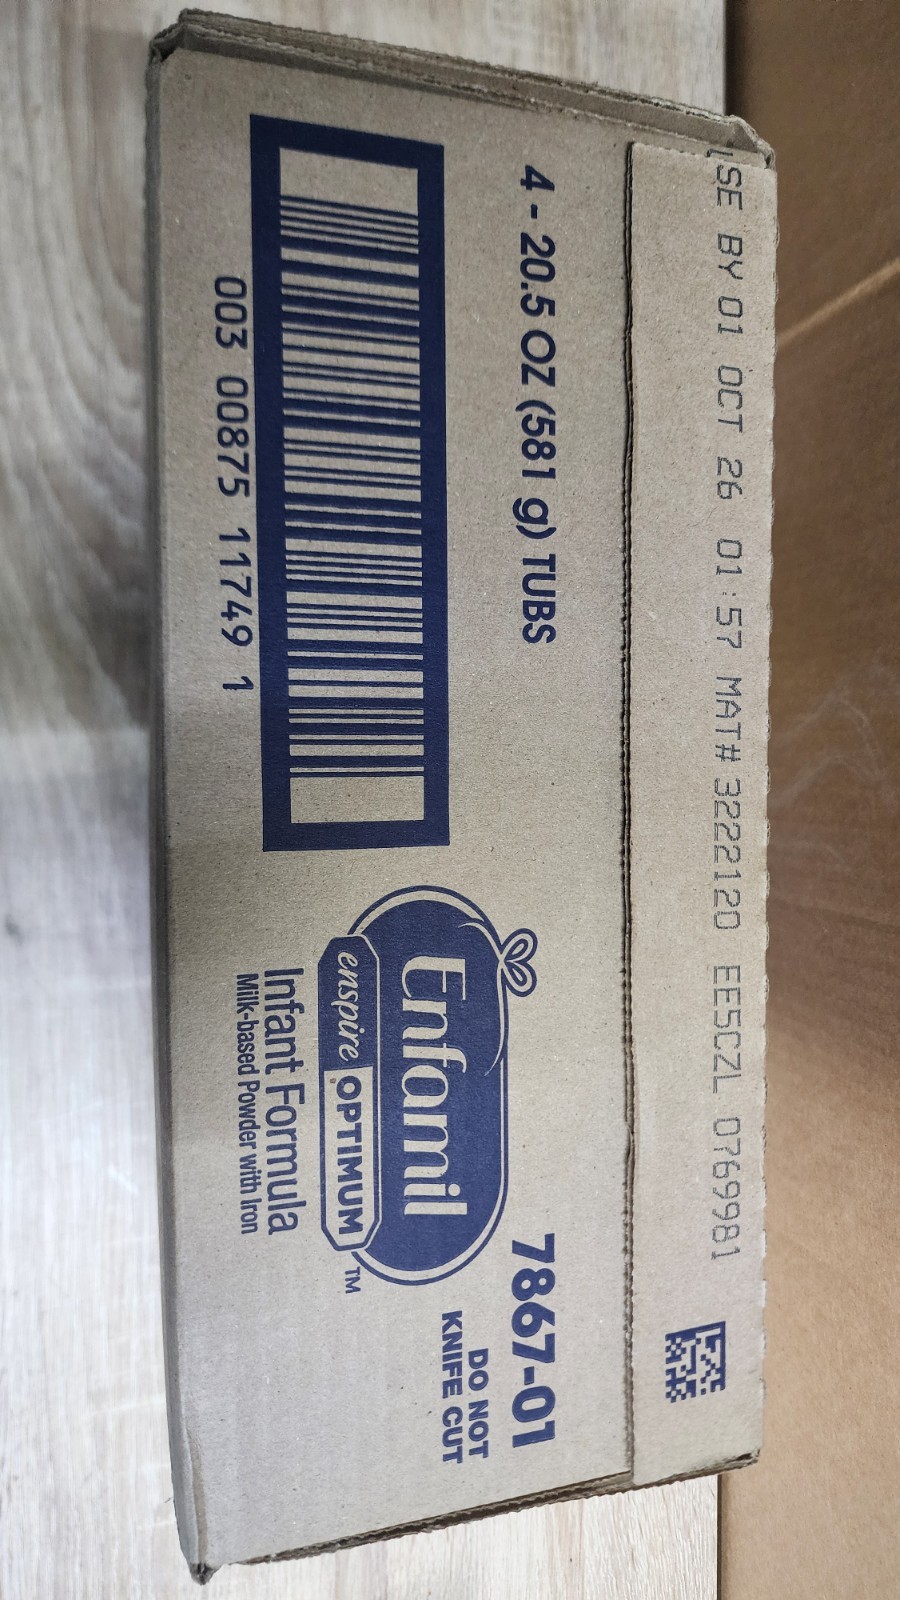 USE BY 01 OCT 26 01:57 MAT# 3222120 EE5CZL 0769981
4 - 20.5 OZ (581 g) TUBS
7867-01
DO NOT
KNIFE CUT
Enfamil
enspire OPTIMUM™
Infant Formula
Milk-based Powder with Iron
003 00875 11749 1